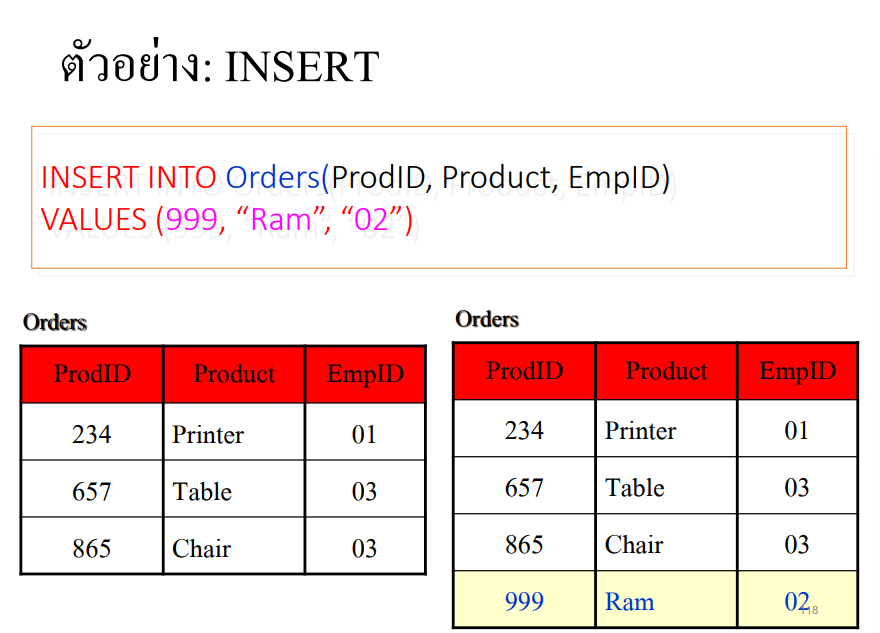 ตัวอย่าง: INSERT
INSERT INTO Orders(ProdID, Product, EmpID)
VALUES (999, “Ram”, “02”)
Orders
ProdID Product EmpID
234 Printer 01
657 Table 03
865 Chair 03
Orders
ProdID Product EmpID
234 Printer 01
657 Table 03
865 Chair 03
999 Ram 02
118